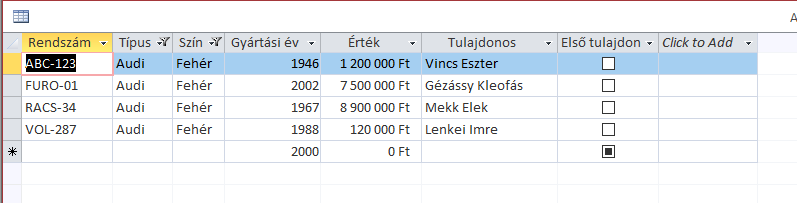 A
Rendszám Típus Szín Gyártási év Érték Tulajdonos Első tulajdon Click to Add
ABC-123 Audi Fehér 1946 1 200 000 Ft Vincs Eszter
FURO-01 Audi Fehér 2002 7 500 000 Ft Gézássy Kleofás
RACS-34 Audi Fehér 1967 8 900 000 Ft Mekk Elek
VOL-287 Audi Fehér 1988 120 000 Ft Lenkei Imre
2000 0 Ft